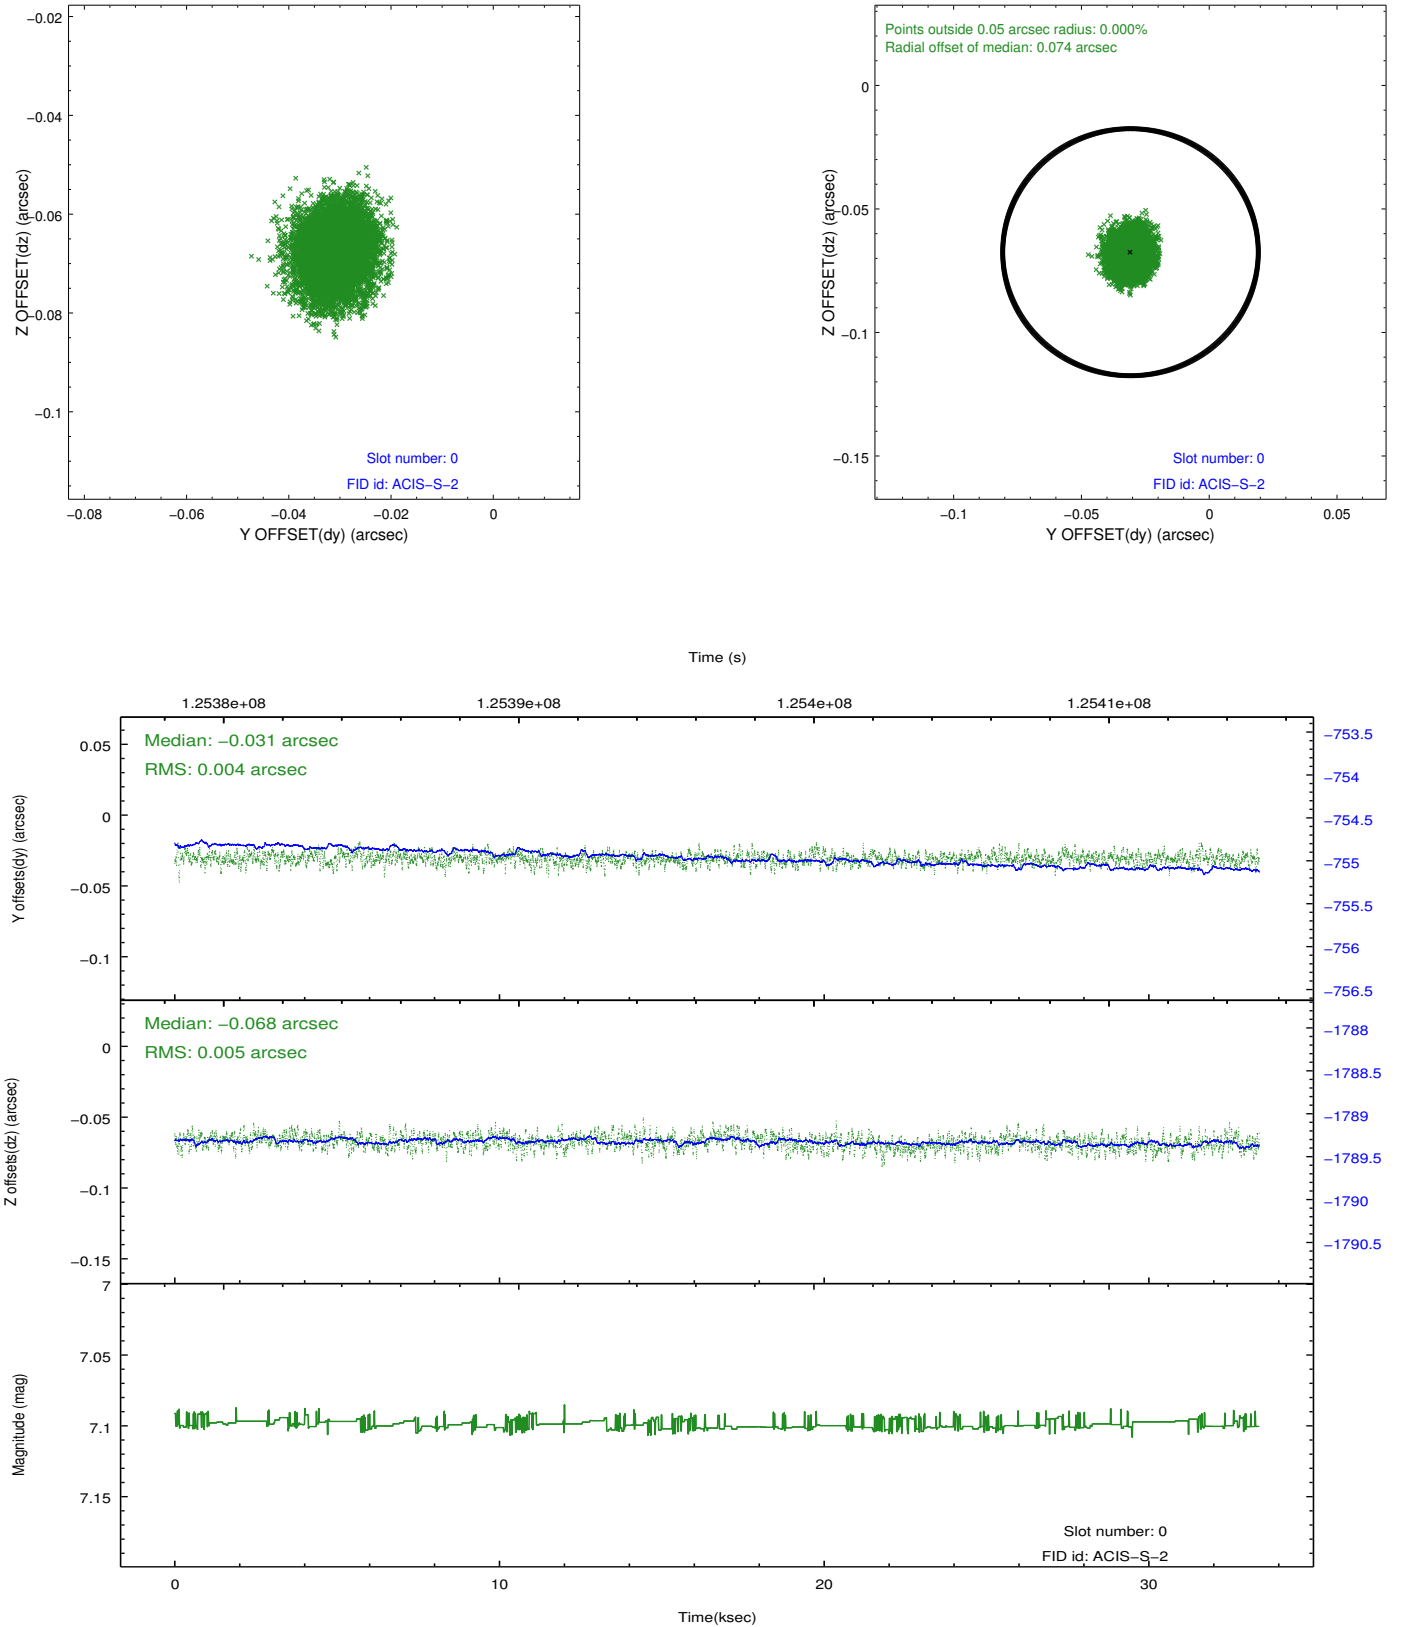 −0.02
−0.04
−0.06
−0.08
−0.1
Z OFFSET(dz) (arcsec)
Slot number: 0
FID id: ACIS−S−2
−0.08
−0.06
−0.04
−0.02
0
Y OFFSET(dy) (arcsec)
Points outside 0.05 arcsec radius: 0.000%
Radial offset of median: 0.074 arcsec
0
−0.05
−0.1
−0.15
Z OFFSET(dz) (arcsec)
Slot number: 0
FID id: ACIS−S−2
−0.1
−0.05
0
0.05
Y OFFSET(dy) (arcsec)
Time (s)
1.2538e+08
1.2539e+08
1.254e+08
1.2541e+08
Median: −0.031 arcsec
RMS: 0.004 arcsec
0.05
0
−0.05
−0.1
Y offsets(dy) (arcsec)
−753.5
−754
−754.5
−755
−755.5
−756
−756.5
Median: −0.068 arcsec
RMS: 0.005 arcsec
0
−0.05
−0.1
−0.15
Z offsets(dz) (arcsec)
−1788
−1788.5
−1789
−1789.5
−1790
−1790.5
7
7.05
7.1
7.15
Magnitude (mag)
Slot number: 0
FID id: ACIS−S−2
0
10
20
30
Time(ksec)